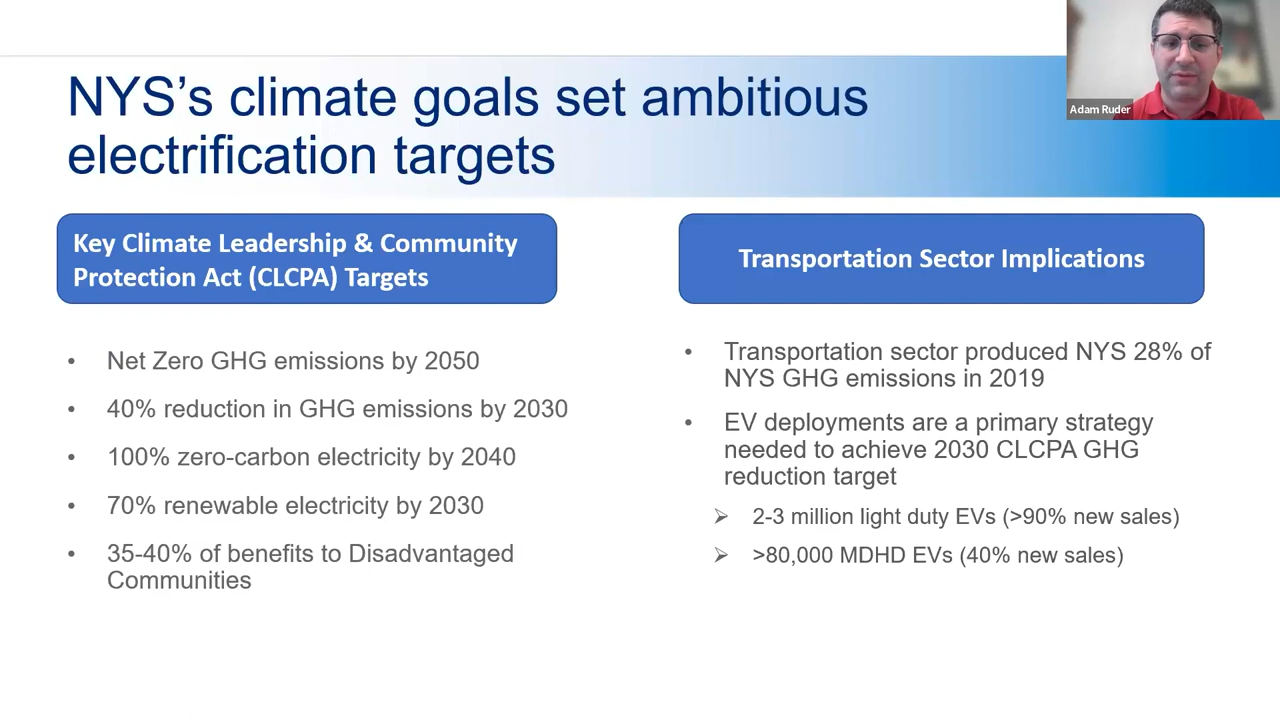 NYS's climate goals set ambitious
electrification targets
Adam Ruder
Key Climate Leadership & Community
Protection Act (CLCPA) Targets
• Net Zero GHG emissions by 2050
• 40% reduction in GHG emissions by 2030
• 100% zero-carbon electricity by 2040
• 70% renewable electricity by 2030
• 35-40% of benefits to Disadvantaged
Communities
Transportation Sector Implications
• Transportation sector produced NYS 28% of
NYS GHG emissions in 2019
• EV deployments are a primary strategy
needed to achieve 2030 CLCPA GHG
reduction target
➢ 2-3 million light duty EVs (>90% new sales)
➢ >80,000 MDHD EVs (40% new sales)